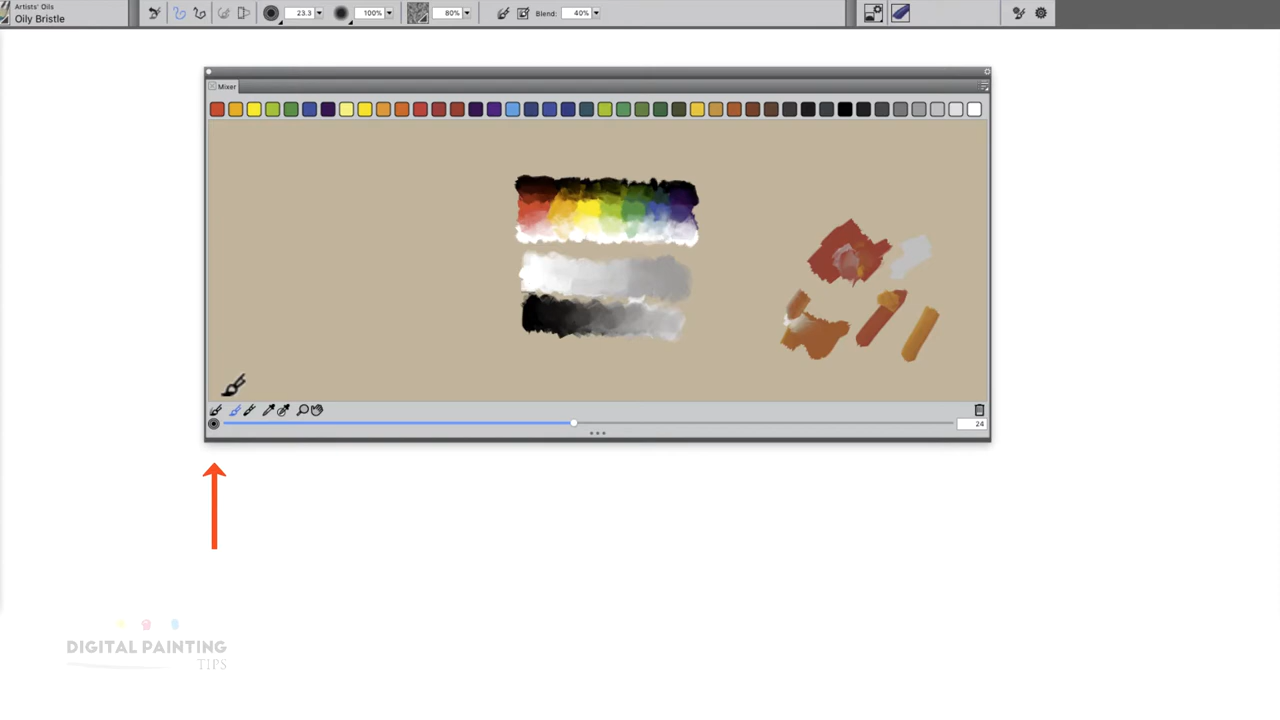 Artists' Oils
Oily Bristle
23.3
100%
80%
Blend: 40%
Mixer
24
DIGITAL PAINTING
TIPS